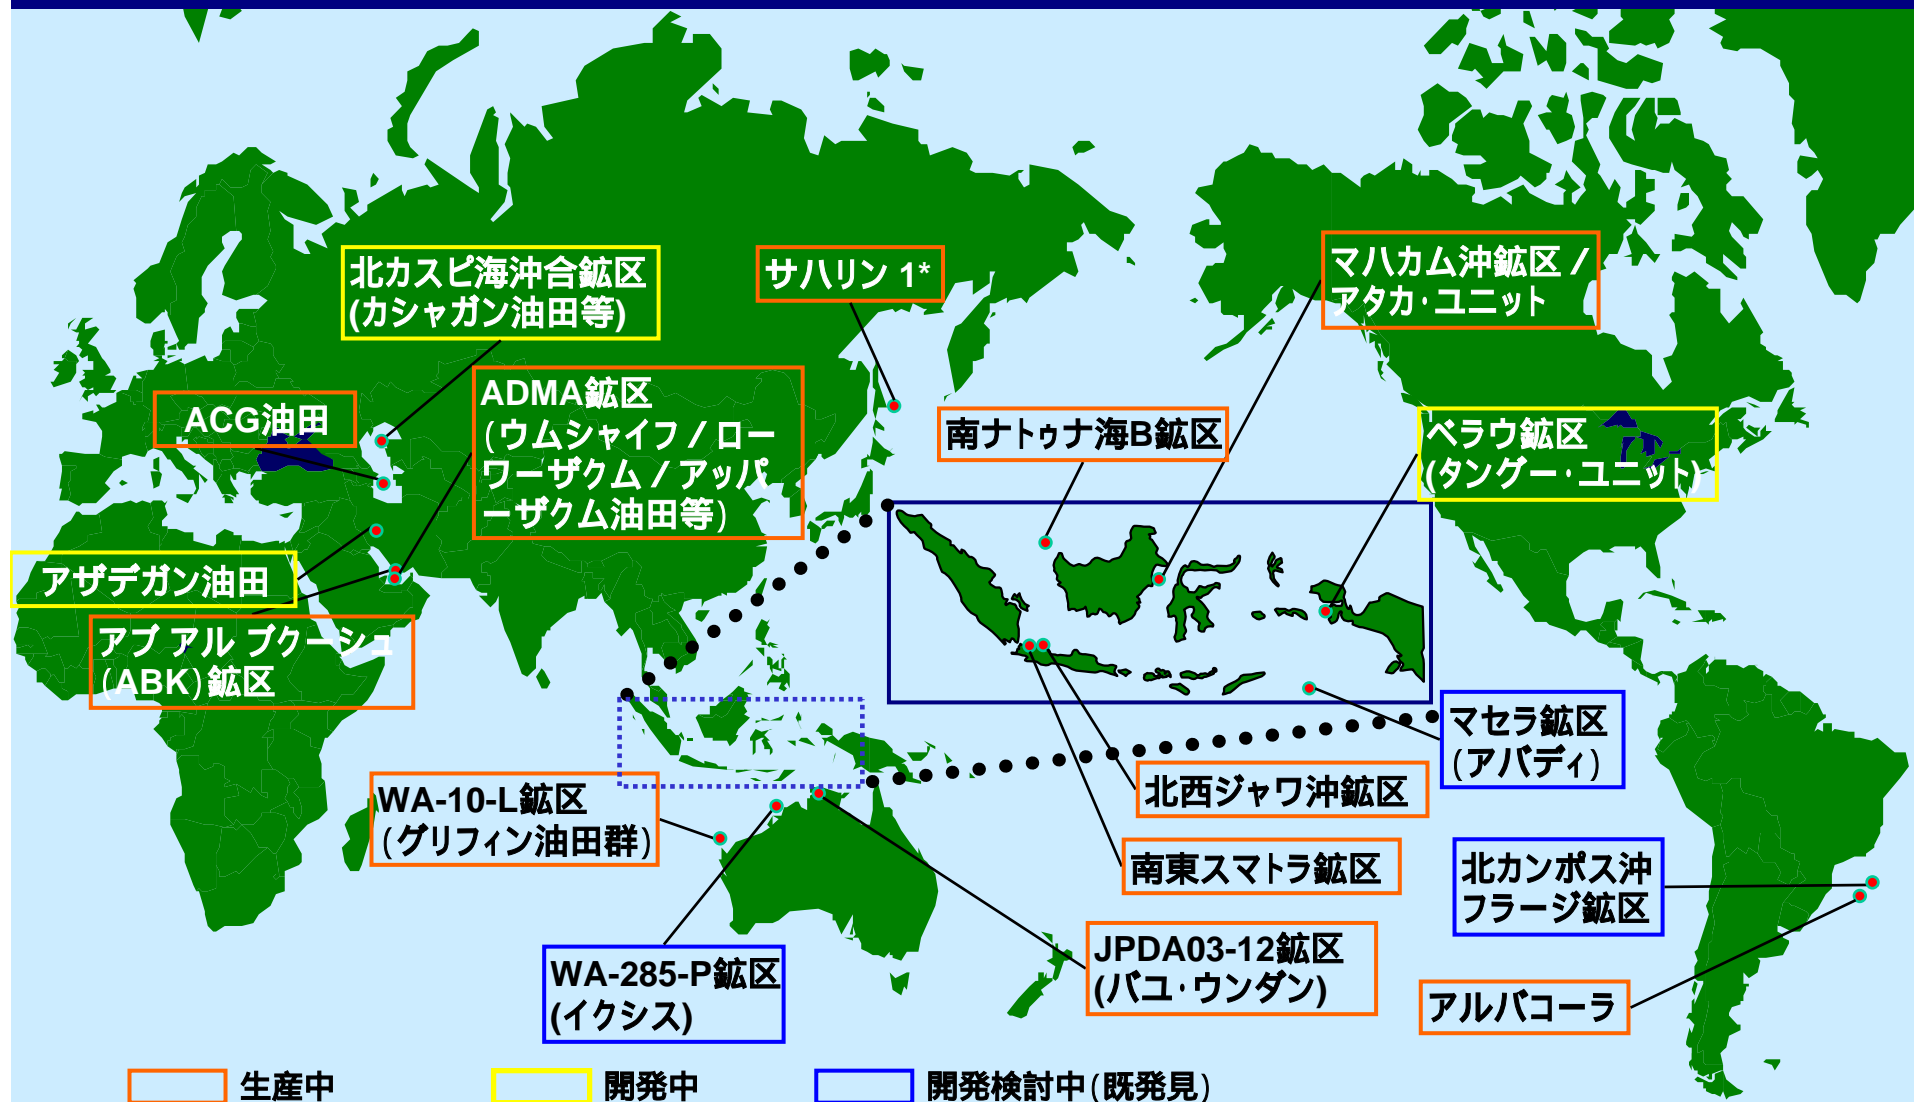 北カスピ海沖合鉱区
(カシャガン油田等)
サハリン 1*
マハカム沖鉱区 /
アタカ・ユニット
ACG油田
ADMA鉱区
(ウムシャイフ / ロー
ワーザクム / アッパ
ーザクム油田等)
南ナトゥナ海B鉱区
ベラウ鉱区
(タングー・ユニット)
アザデガン油田
アブ アル ブクーシュ
(ABK)鉱区
マセラ鉱区
(アバディ)
WA-10-L鉱区
(グリフィン油田群)
北西ジャワ沖鉱区
南東スマトラ鉱区
北カンポス沖
フラージ鉱区
WA-285-P鉱区
(イクシス)
JPDA03-12鉱区
(バユ・ウンダン)
アルバコーラ
生産中
開発中
開発検討中(既発見)